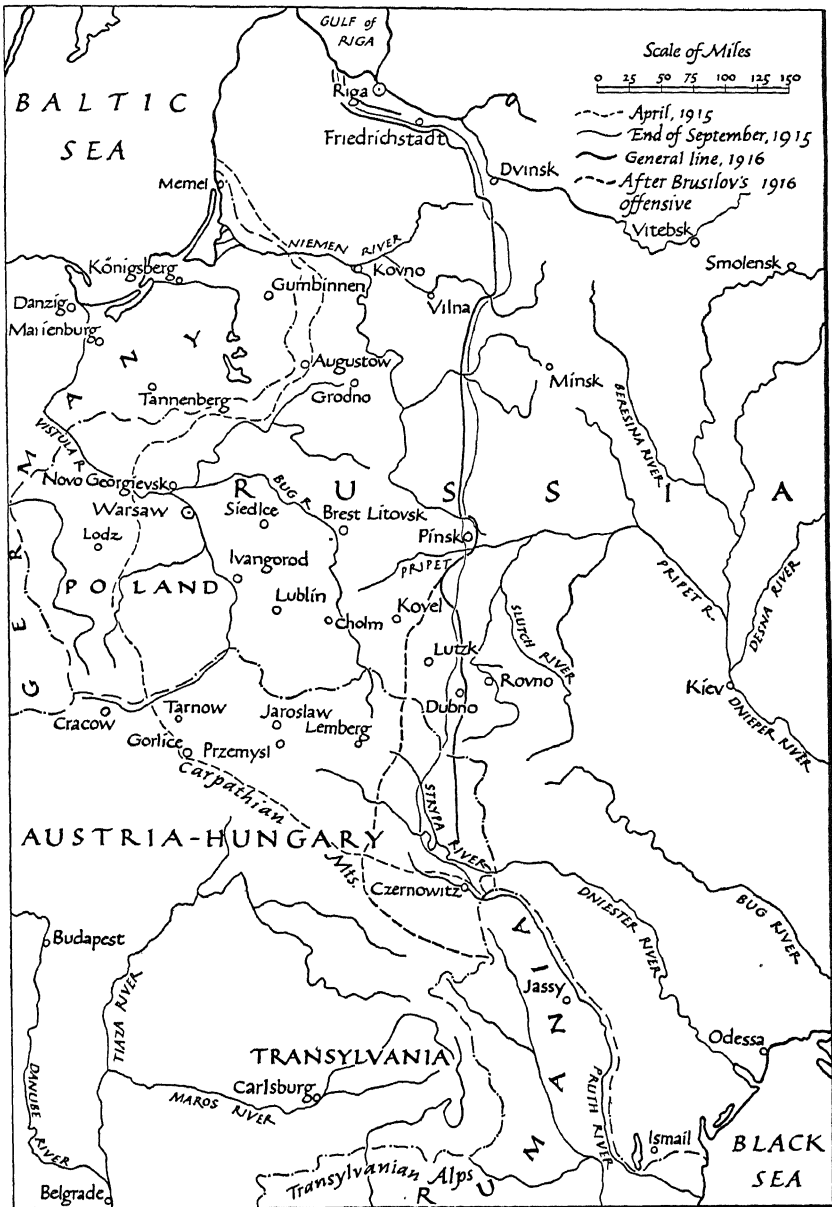 GULF of
RIGA
Scale of Miles
0 25 50 75 100 125 150
April, 1915
End of September, 1915
General line, 1916
After Brusilov's 1916
offensive
BALTIC
SEA
Riga
Friedrichstadt
Dvinsk
Memel
Vitebsk
NIEMEN RIVER
Kovno
Smolensk
Königsberg
Gumbinnen
Danzig
Vilna
Marienburg
Augustow
Minsk
Tannenberg
Grodno
BERESINA RIVER
VISTULA R.
GERMANY
Novo Georgievsk
BUG R.
RUSSIA
Warsaw
Siedlce
Brest Litovsk
Lodz
Pinsk
Ivangorod
PRIPET
PRIPET R.
DESNA RIVER
POLAND
Lublin
Kovel
SLUTCH RIVER
Cholm
Lutzk
Rovno
Kiev
Dubno
DNIEPER RIVER
Cracow
Tarnow
Jaroslaw
Lemberg
Gorlice
Przemysl
Carpathian
Mts.
STRYPA
RIVER
AUSTRIA-HUNGARY
Czernowitz
DNIESTER RIVER
BUG RIVER
Budapest
Jassy
TIAZA RIVER
Odessa
TRANSYLVANIA
DANUBE
RIVER
Carlsburg
MAROS RIVER
PRUTH RIVER
Ismail
BLACK
SEA
Transylvanian Alps
RUMANIA
Belgrade